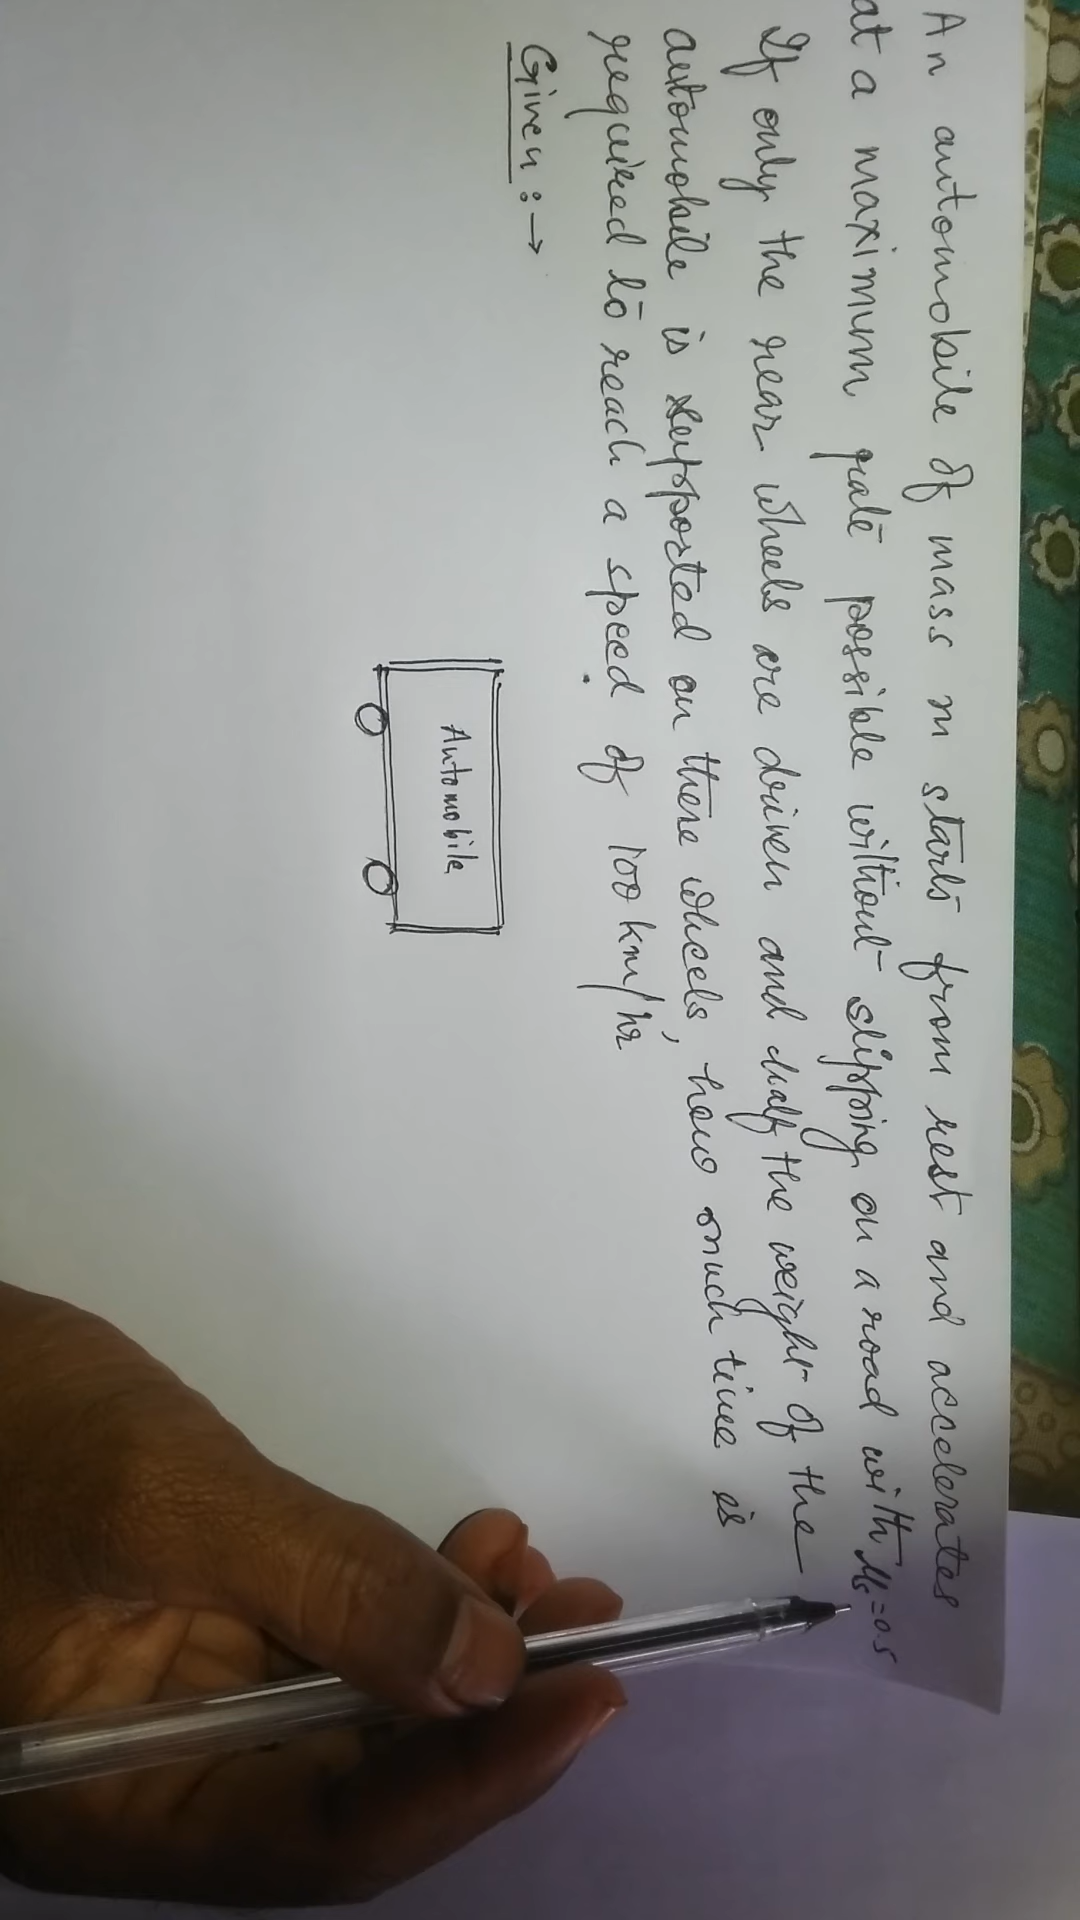 An automobile of mass m starts from rest and accelerates
at a maximum rate possible without slipping on a road with μs=0.5
If only the rear wheels are driven and half the weight of the
automobile is supported on these wheels, how much time is
required to reach a speed of 100 km/hr
Given :→
Automobile